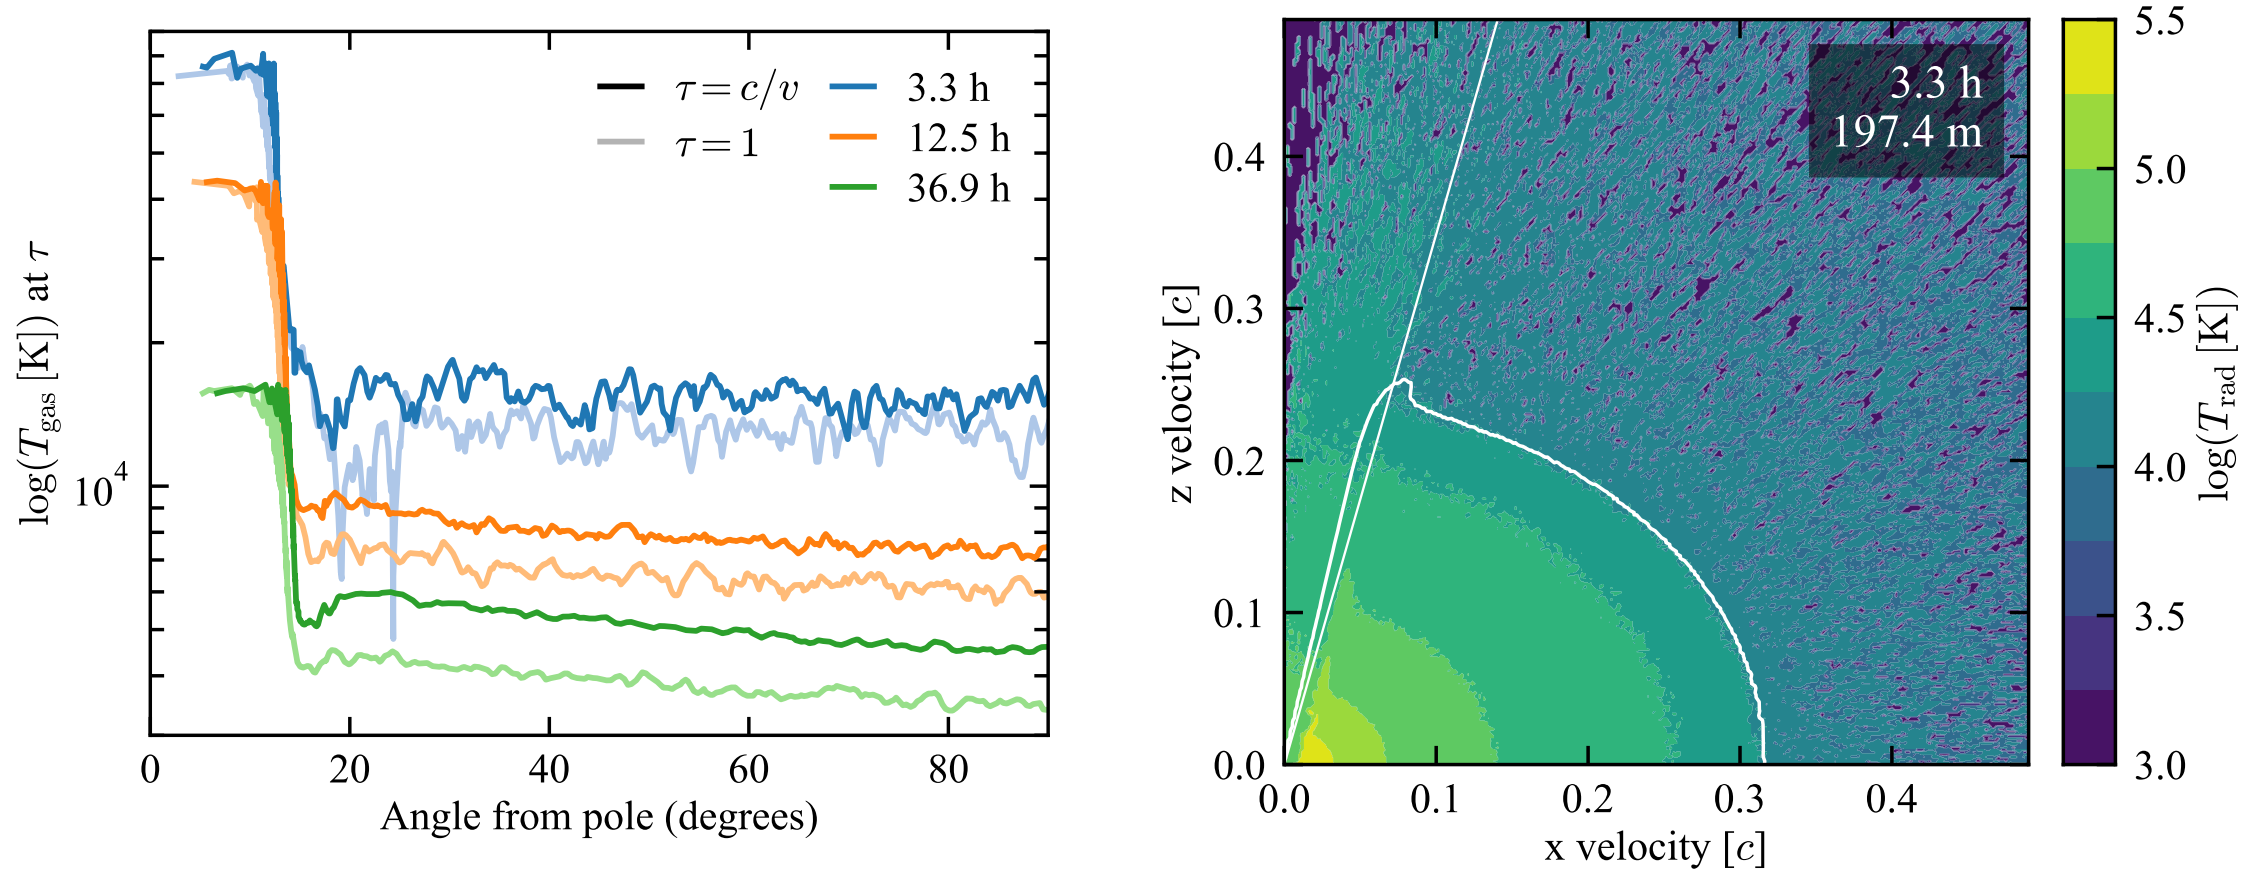 log(T_gas [K]) at τ
10^4
0
20
40
60
80
Angle from pole (degrees)
τ = c/v
τ = 1
3.3 h
12.5 h
36.9 h
z velocity [c]
0.4
0.3
0.2
0.1
0.0
0.0
0.1
0.2
0.3
0.4
x velocity [c]
3.3 h
197.4 m
5.5
5.0
4.5
4.0
3.5
3.0
log(T_rad [K])